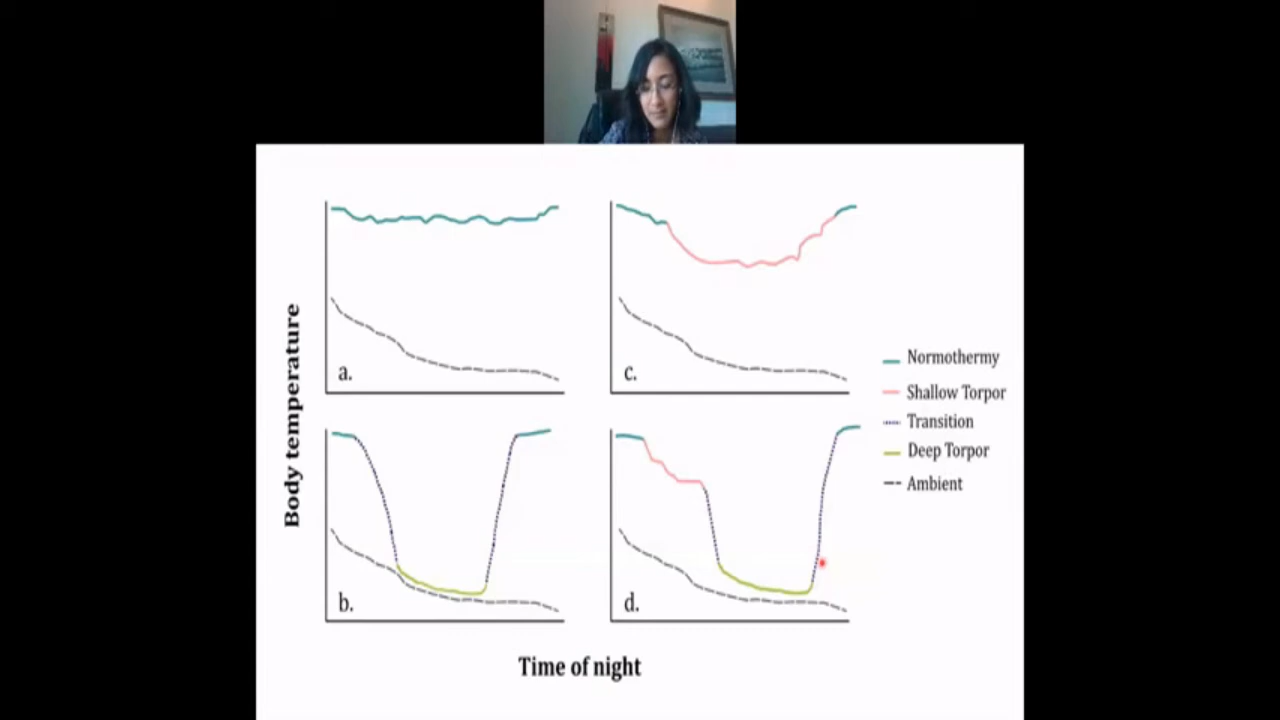 Body temperature
a.
c.
b.
d.
Normothermy
Shallow Torpor
Transition
Deep Torpor
Ambient
Time of night